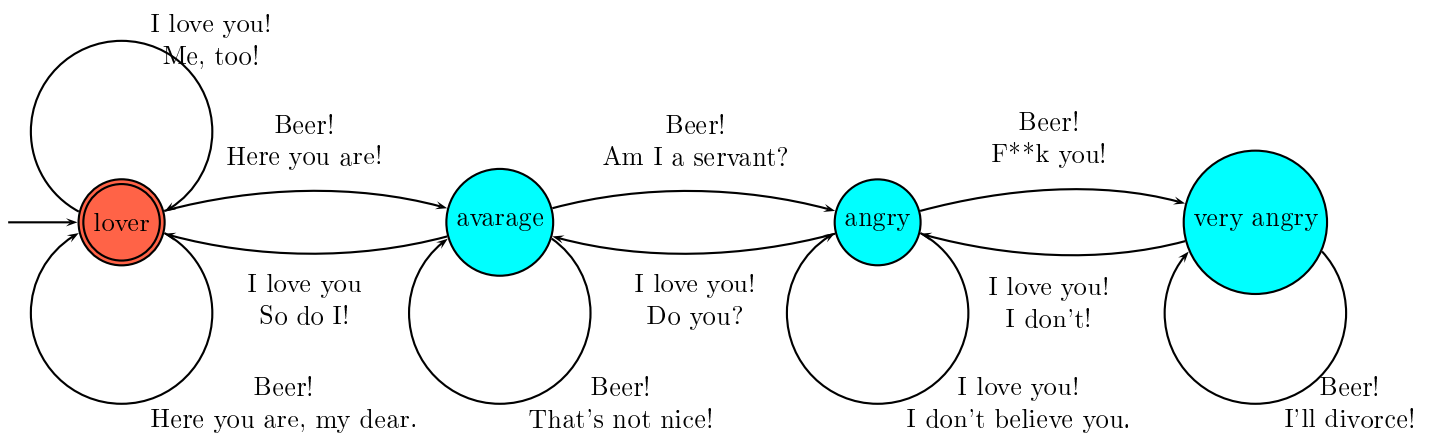 I love you!
Me, too!
Beer!
Here you are!
Beer!
Am I a servant?
Beer!
F**k you!
lover
avarage
angry
very angry
I love you
So do I!
I love you!
Do you?
I love you!
I don't!
Beer!
Here you are, my dear.
Beer!
That's not nice!
I love you!
I don't believe you.
Beer!
I'll divorce!